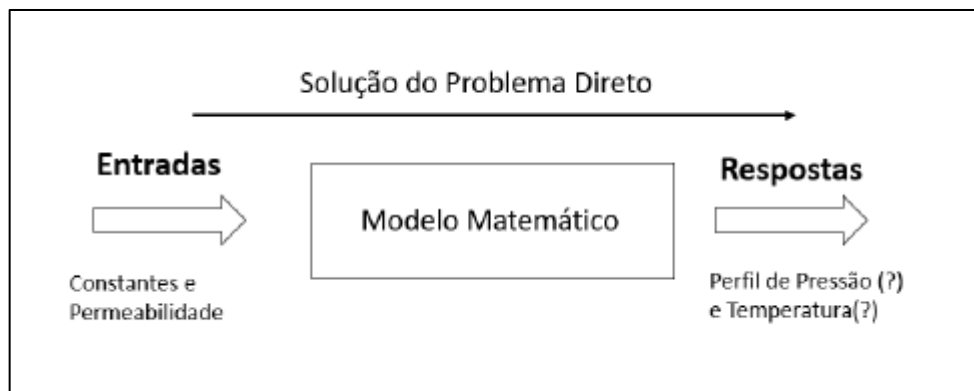 Solução do Problema Direto
Entradas
Respostas
Modelo Matemático
Constantes e
Permeabilidade
Perfil de Pressão (?)
e Temperatura(?)